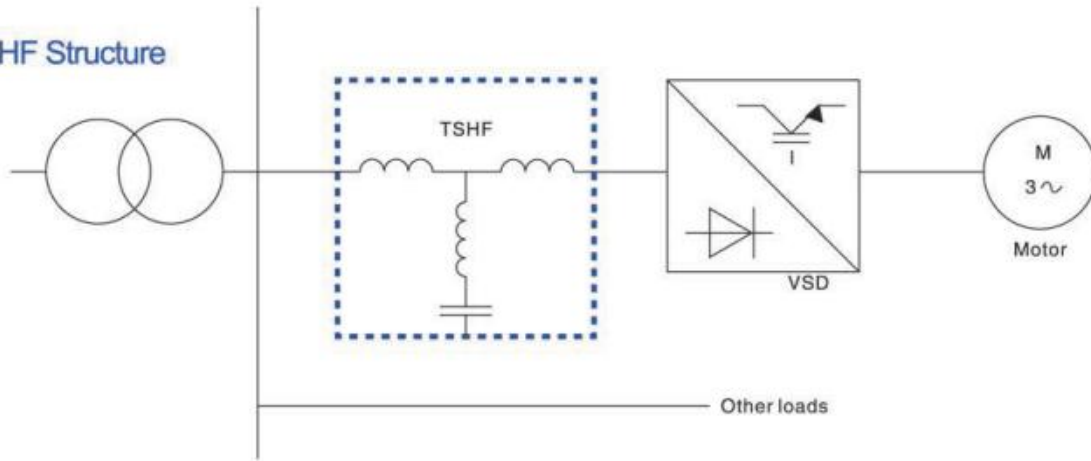 HF Structure
TSHF
I
M
3∿
Motor
VSD
Other loads